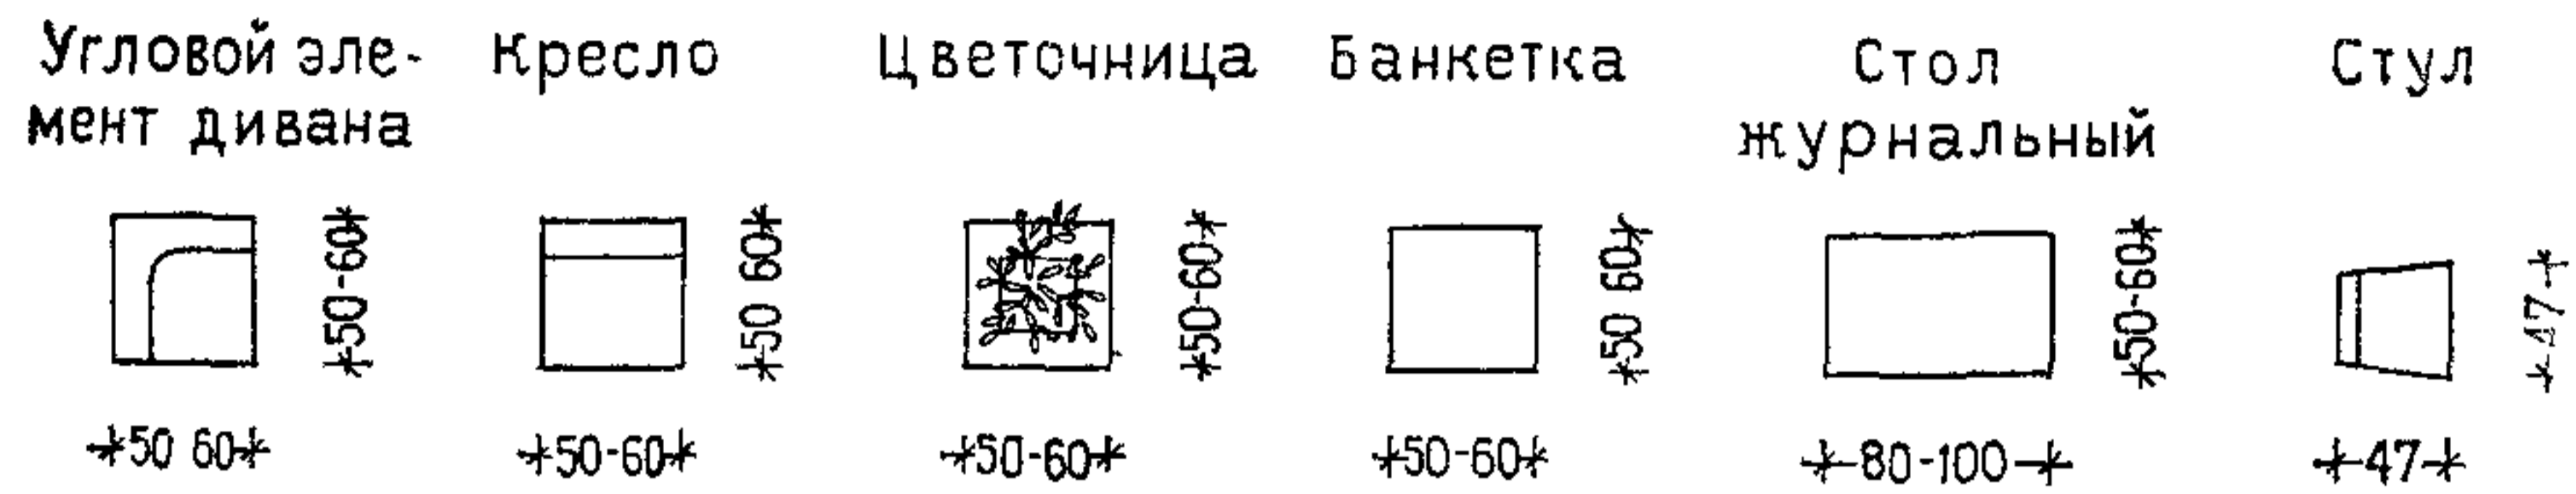 Угловой эле-
мент дивана
Кресло
Цветочница
Банкетка
Стол
журнальный
Стул
50-60
50 60
50-60
50 60
50-60
47
50 60
50-60
50-60
50-60
80-100
47